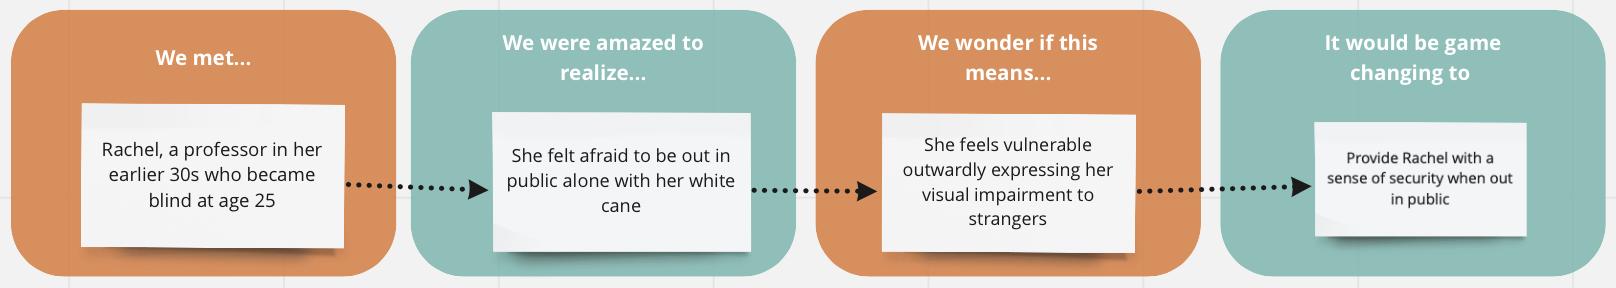 We met...
Rachel, a professor in her
earlier 30s who became
blind at age 25
We were amazed to
realize...
She felt afraid to be out in
public alone with her white
cane
We wonder if this
means...
She feels vulnerable
outwardly expressing her
visual impairment to
strangers
It would be game
changing to
Provide Rachel with a
sense of security when out
in public